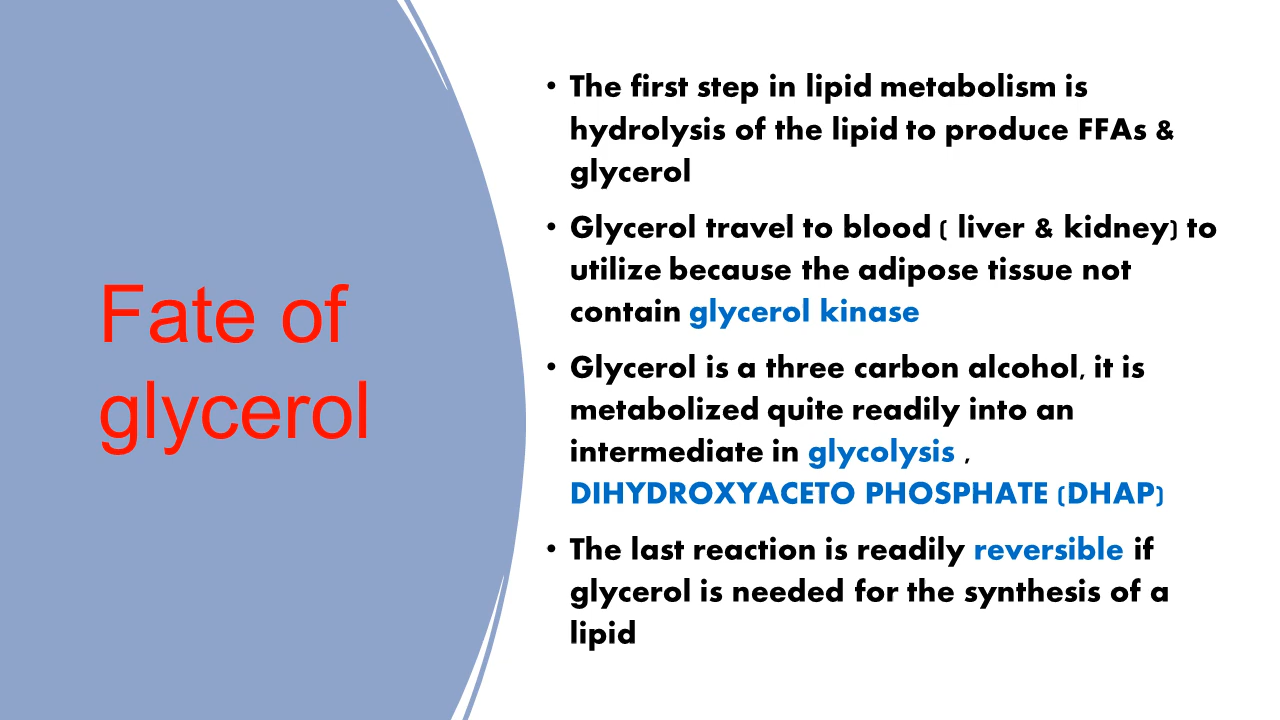 Fate of
glycerol
• The first step in lipid metabolism is
hydrolysis of the lipid to produce FFAs &
glycerol
• Glycerol travel to blood ( liver & kidney) to
utilize because the adipose tissue not
contain glycerol kinase
• Glycerol is a three carbon alcohol, it is
metabolized quite readily into an
intermediate in glycolysis ,
DIHYDROXYACETO PHOSPHATE (DHAP)
• The last reaction is readily reversible if
glycerol is needed for the synthesis of a
lipid